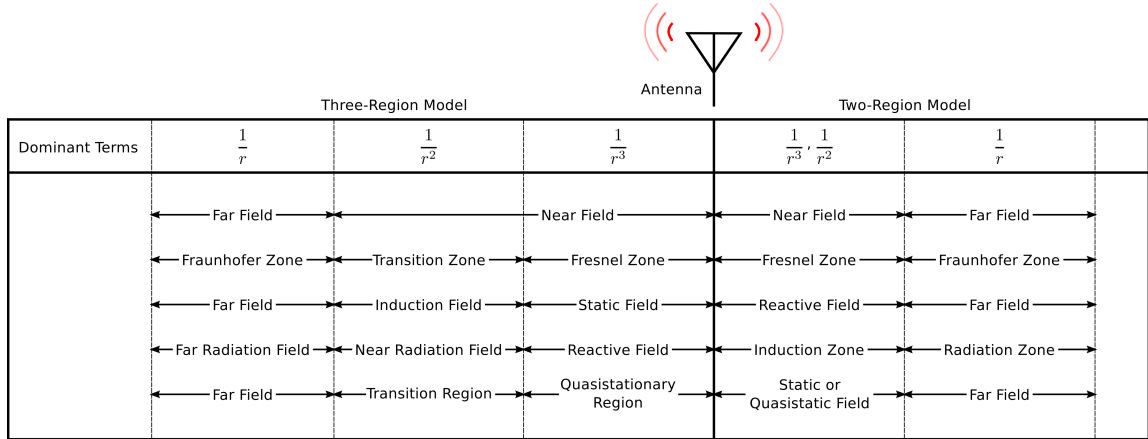 Antenna
Three-Region Model Two-Region Model
Dominant Terms 1/r 1/r² 1/r³ 1/r³, 1/r² 1/r
Far Field Near Field Near Field Far Field
Fraunhofer Zone Transition Zone Fresnel Zone Fresnel Zone Fraunhofer Zone
Far Field Induction Field Static Field Reactive Field Far Field
Far Radiation Field Near Radiation Field Reactive Field Induction Zone Radiation Zone
Far Field Transition Region Quasistationary Region Static or Quasistatic Field Far Field